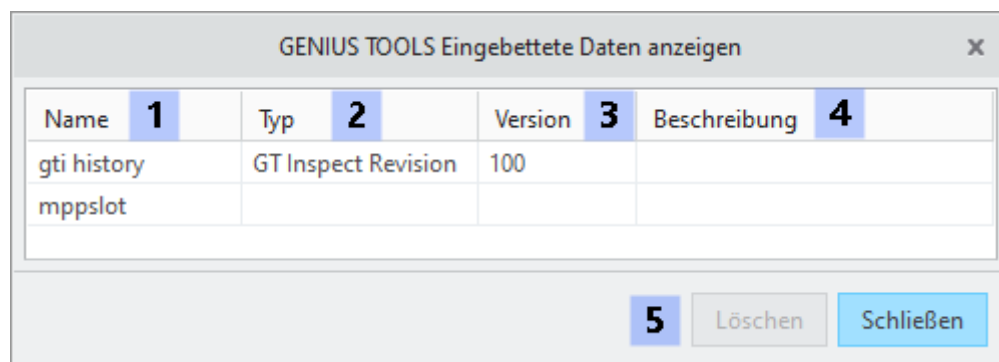 GENIUS TOOLS Eingebettete Daten anzeigen x
Name 1 Typ 2 Version 3 Beschreibung 4
gti history GT Inspect Revision 100
mppslot
5 Löschen Schließen